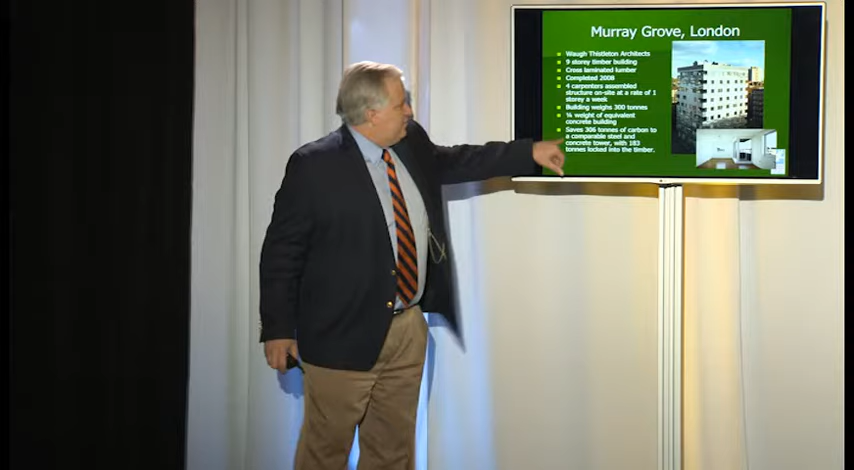 Murray Grove, London
Waugh Thistleton Architects
9 storey timber building
Cross laminated lumber
Completed 2008
4 carpenters assembled
structure on-site at a rate of 1
storey a week
Building weighs 300 tonnes
¼ weight of equivalent
concrete building
Saves 306 tonnes of carbon to
a comparable steel and
concrete tower, with 183
tonnes locked into the timber.